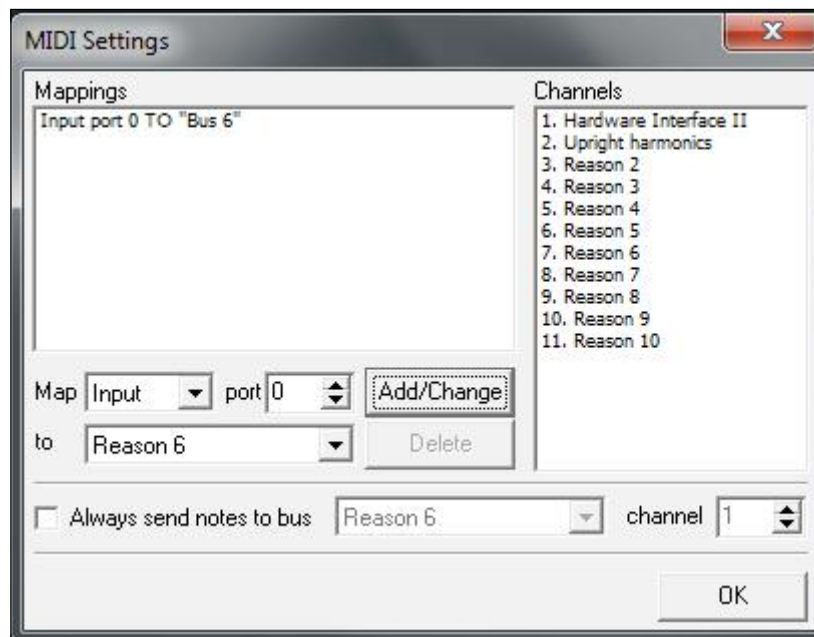 MIDI Settings
Mappings
Input port 0 TO "Bus 6"
Channels
1. Hardware Interface II
2. Upright harmonics
3. Reason 2
4. Reason 3
5. Reason 4
6. Reason 5
7. Reason 6
8. Reason 7
9. Reason 8
10. Reason 9
11. Reason 10
Map Input port 0 Add/Change
to Reason 6 Delete
Always send notes to bus Reason 6 channel 1
OK